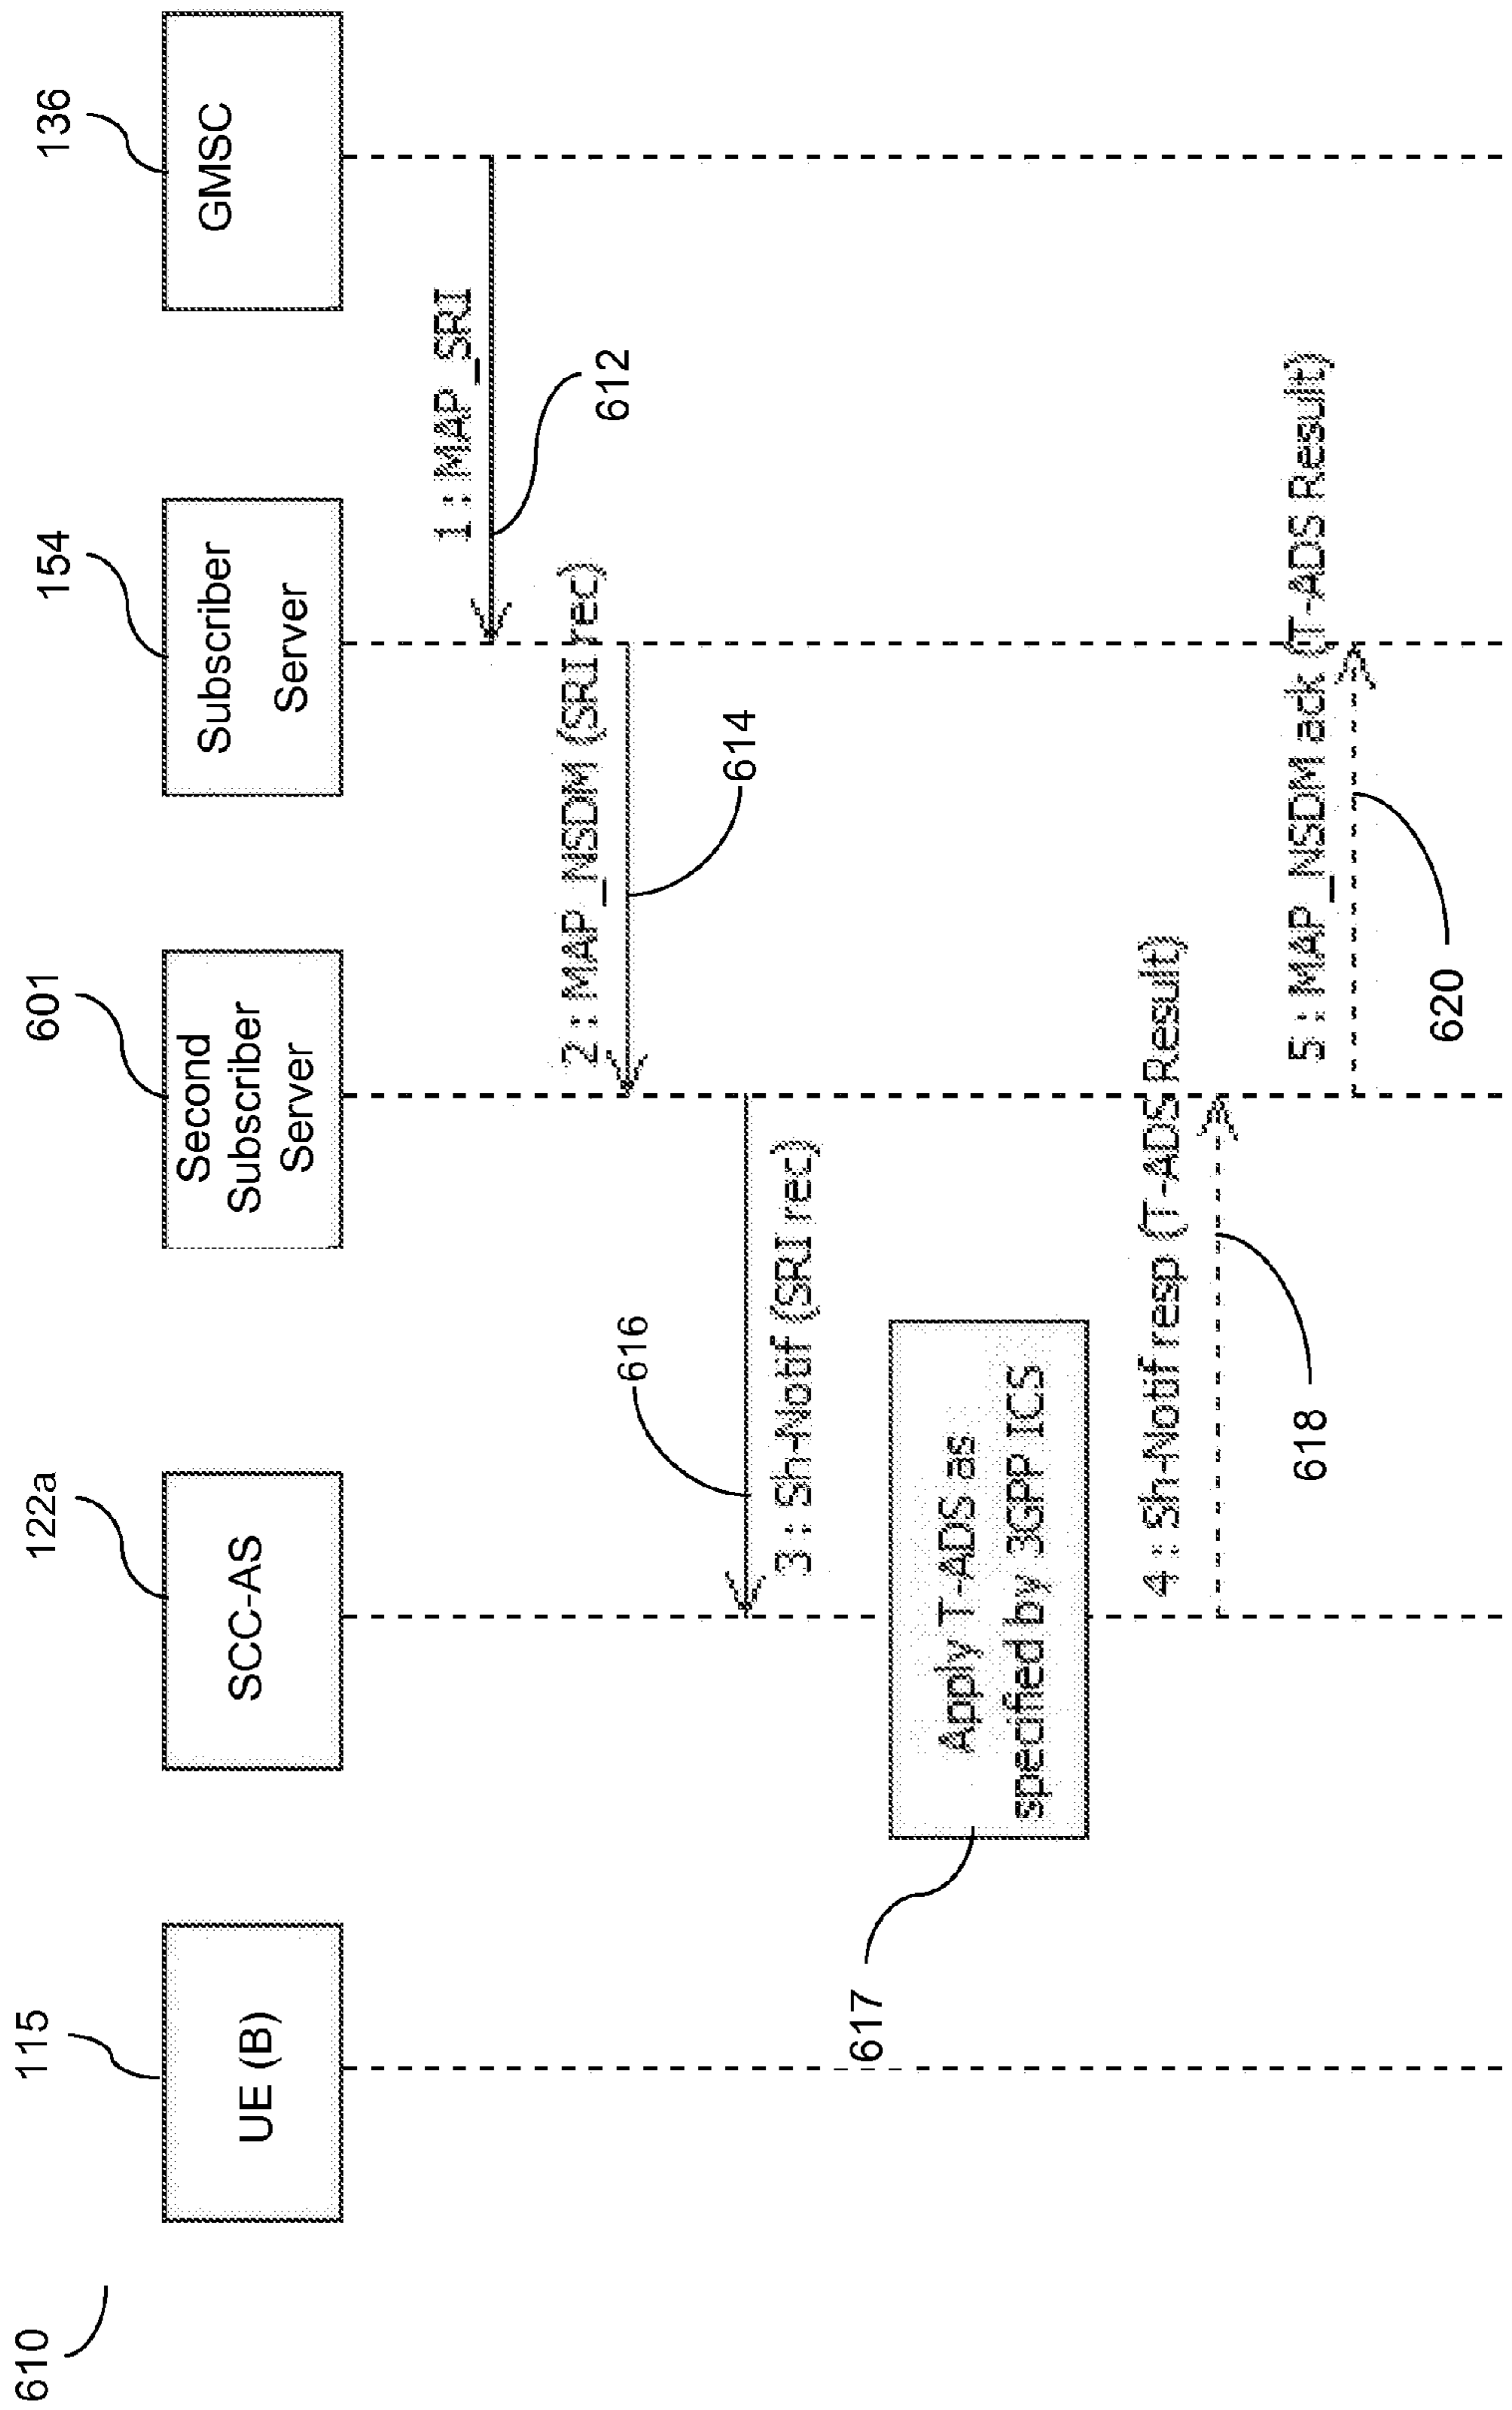 610
115
UE (B)
122a
SCC-AS
601
Second
Subscriber
Server
154
Subscriber
Server
136
GMSC
1 : MAP_SRI
612
2 : MAP_NSDM (SRI rec)
614
616
3 : Sh-Notif (SRI rec)
617
Apply T-ADS as
specified by 3GPP ICS
4 : Sh-Notif resp (T-ADS Result)
618
5 : MAP_NSDM ack (T-ADS Result)
620